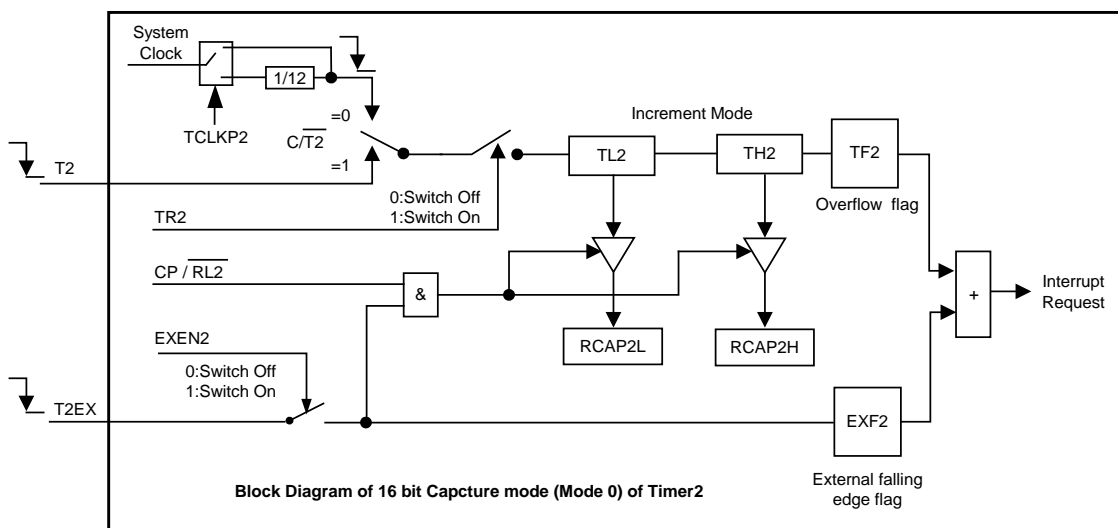 System
Clock
1/12
TCLKP2
=0
C/T2
=1
Increment Mode
TL2
TH2
TF2
Overflow flag
T2
0:Switch Off
1:Switch On
TR2
CP / RL2
&
+
Interrupt
Request
RCAP2L
RCAP2H
EXEN2
0:Switch Off
1:Switch On
T2EX
EXF2
External falling
edge flag
Block Diagram of 16 bit Capcture mode (Mode 0) of Timer2